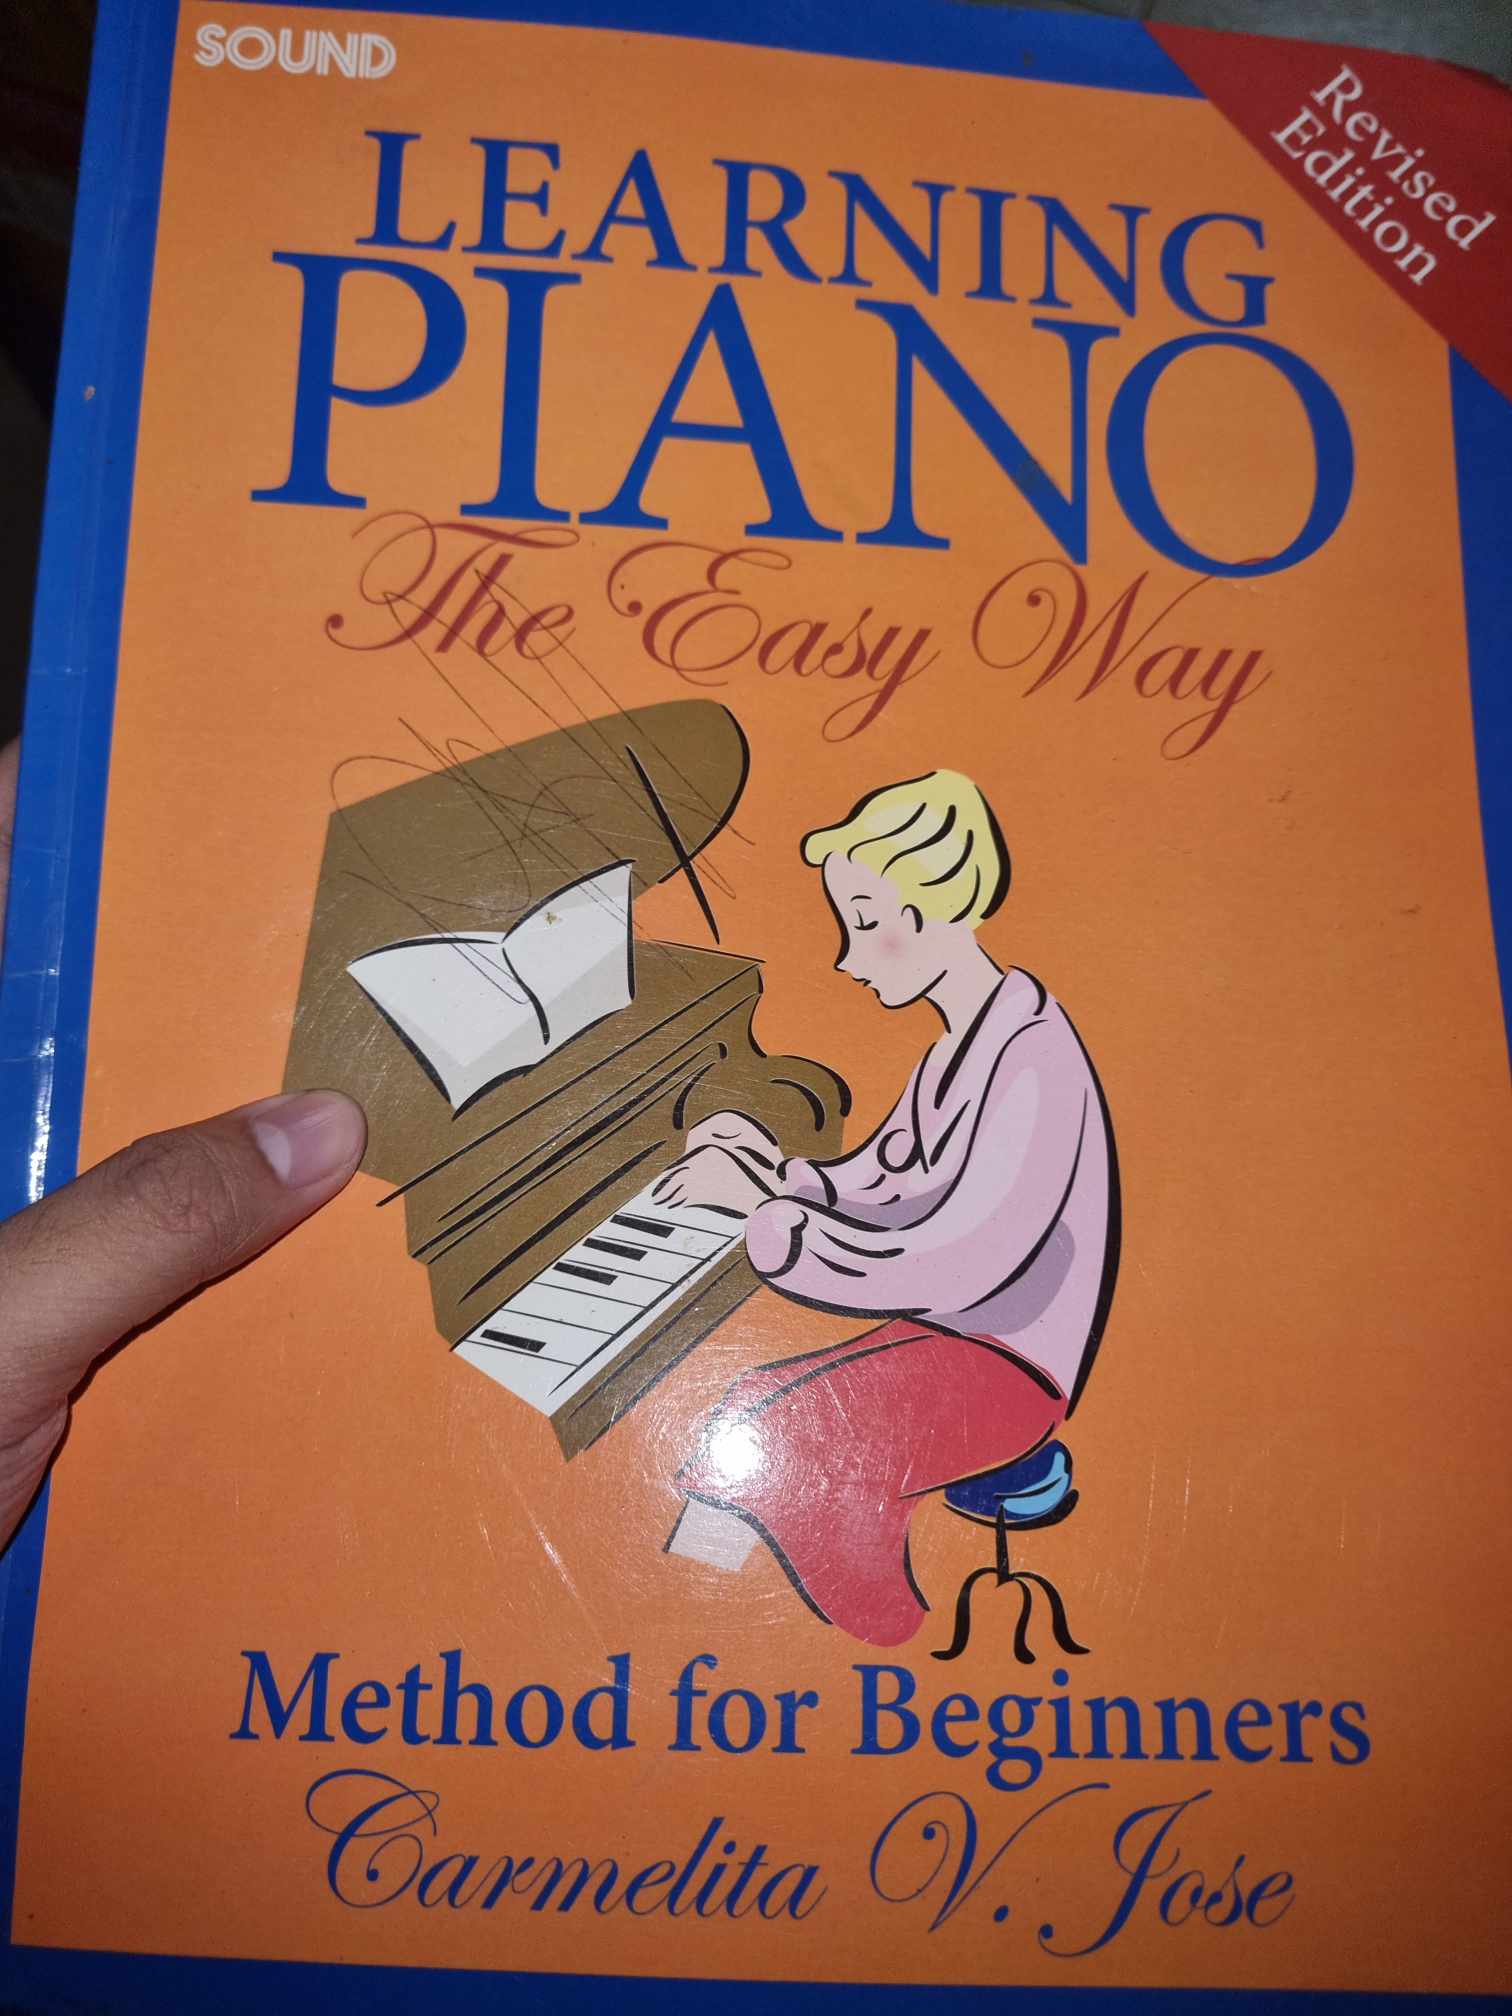 SOUND
Revised
Edition
LEARNING
PIANO
The Easy Way
Method for Beginners
Carmelita V. Jose